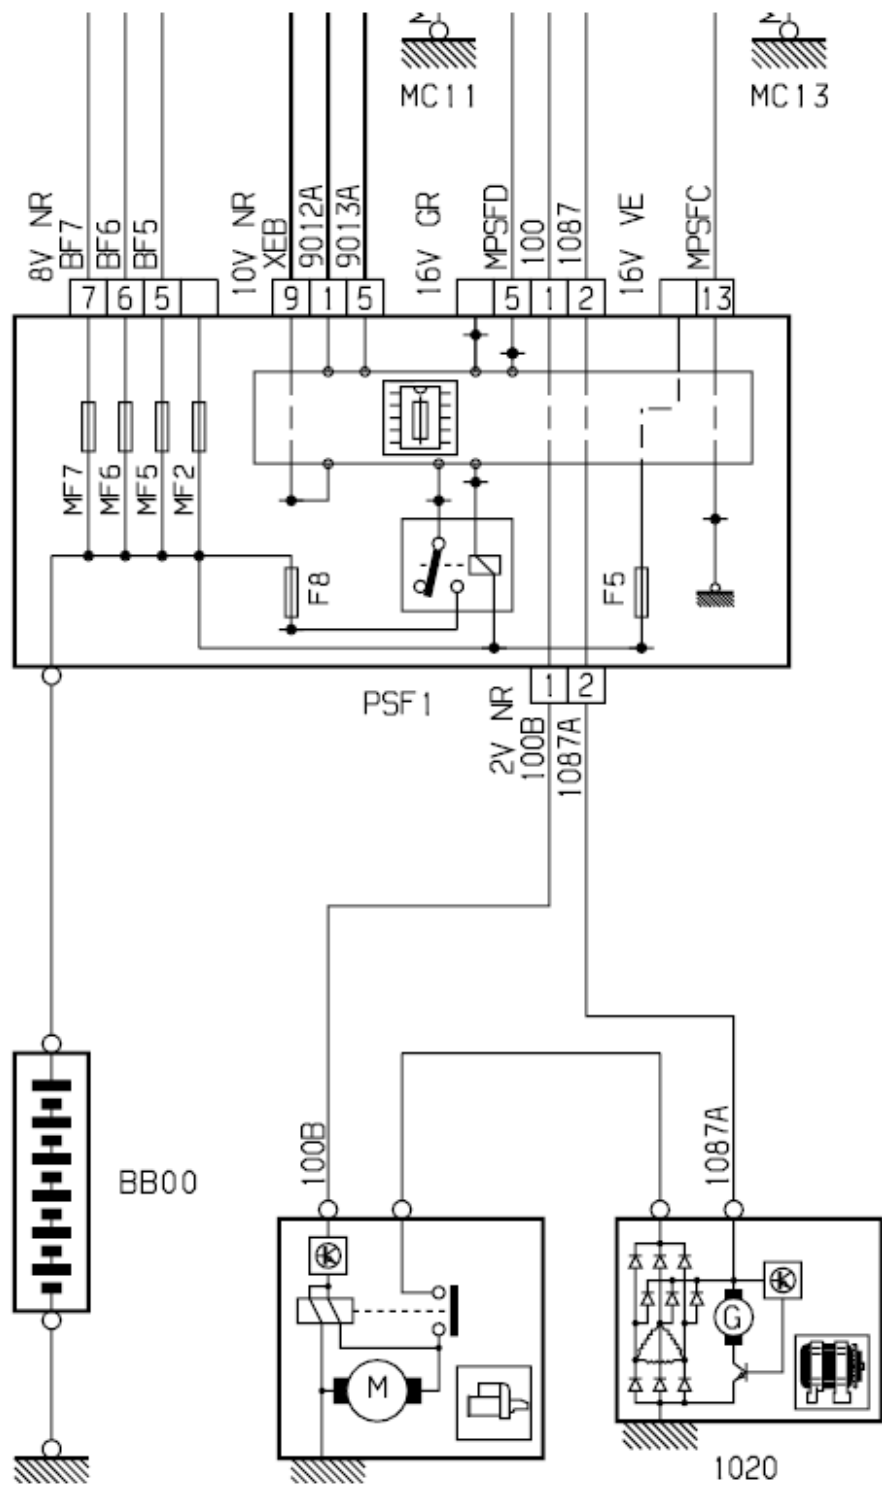 MC11
MC13
8V NR
BF7
BF6
BF5
10V NR
XEB
9012A
9013A
16V GR
MPSFD
100
1087
16V VE
MPSFC
7
6
5
9
1
5
5
1
2
13
MF7
MF6
MF5
MF2
F8
F5
PSF1
1
2
2V NR
100B
1087A
BB00
100B
1087A
M
G
1020